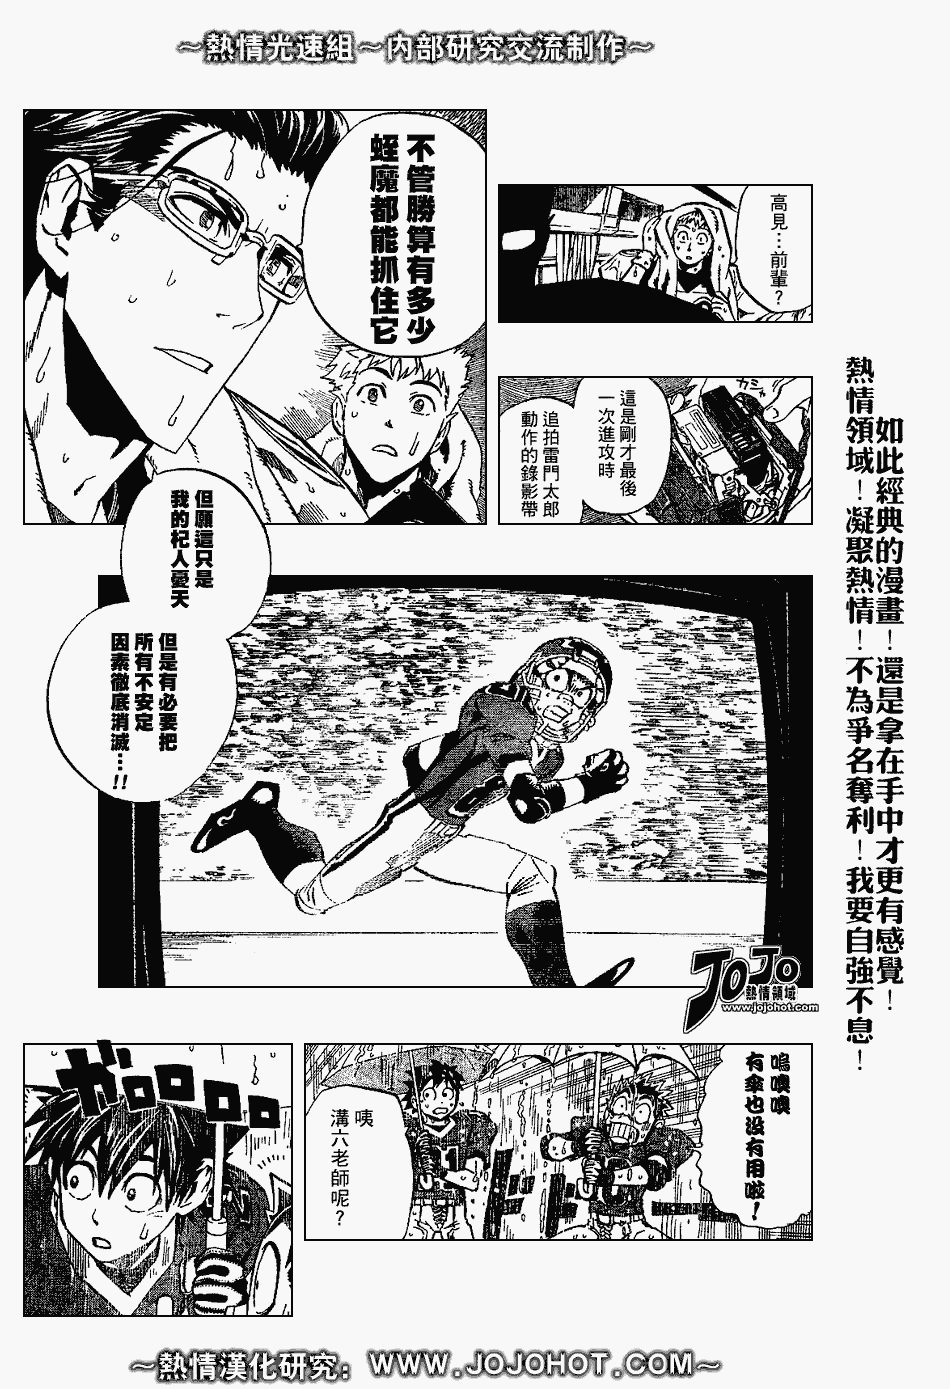 ～熱情光速組～内部研究交流制作～
高見…前輩？
這是剛才最後
一次進攻時
追拍雷門太郎
動作的錄影帶
不管勝算有多少
蛭魔都能抓住它
但願這只是
我的杞人憂天
但是有必要把
所有不安定
因素徹底消滅…!!
嗚噢噢
有傘也没有用啦！
咦
溝六老師呢？
ガロロロロ
如此經典的漫畫！還是拿在手中才更有感覺！
熱情領域！凝聚熱情！不為爭名奪利！我要自強不息！
JOJO
熱情領域
www.jojohot.com
～熱情漢化研究：WWW.JOJOHOT.COM～